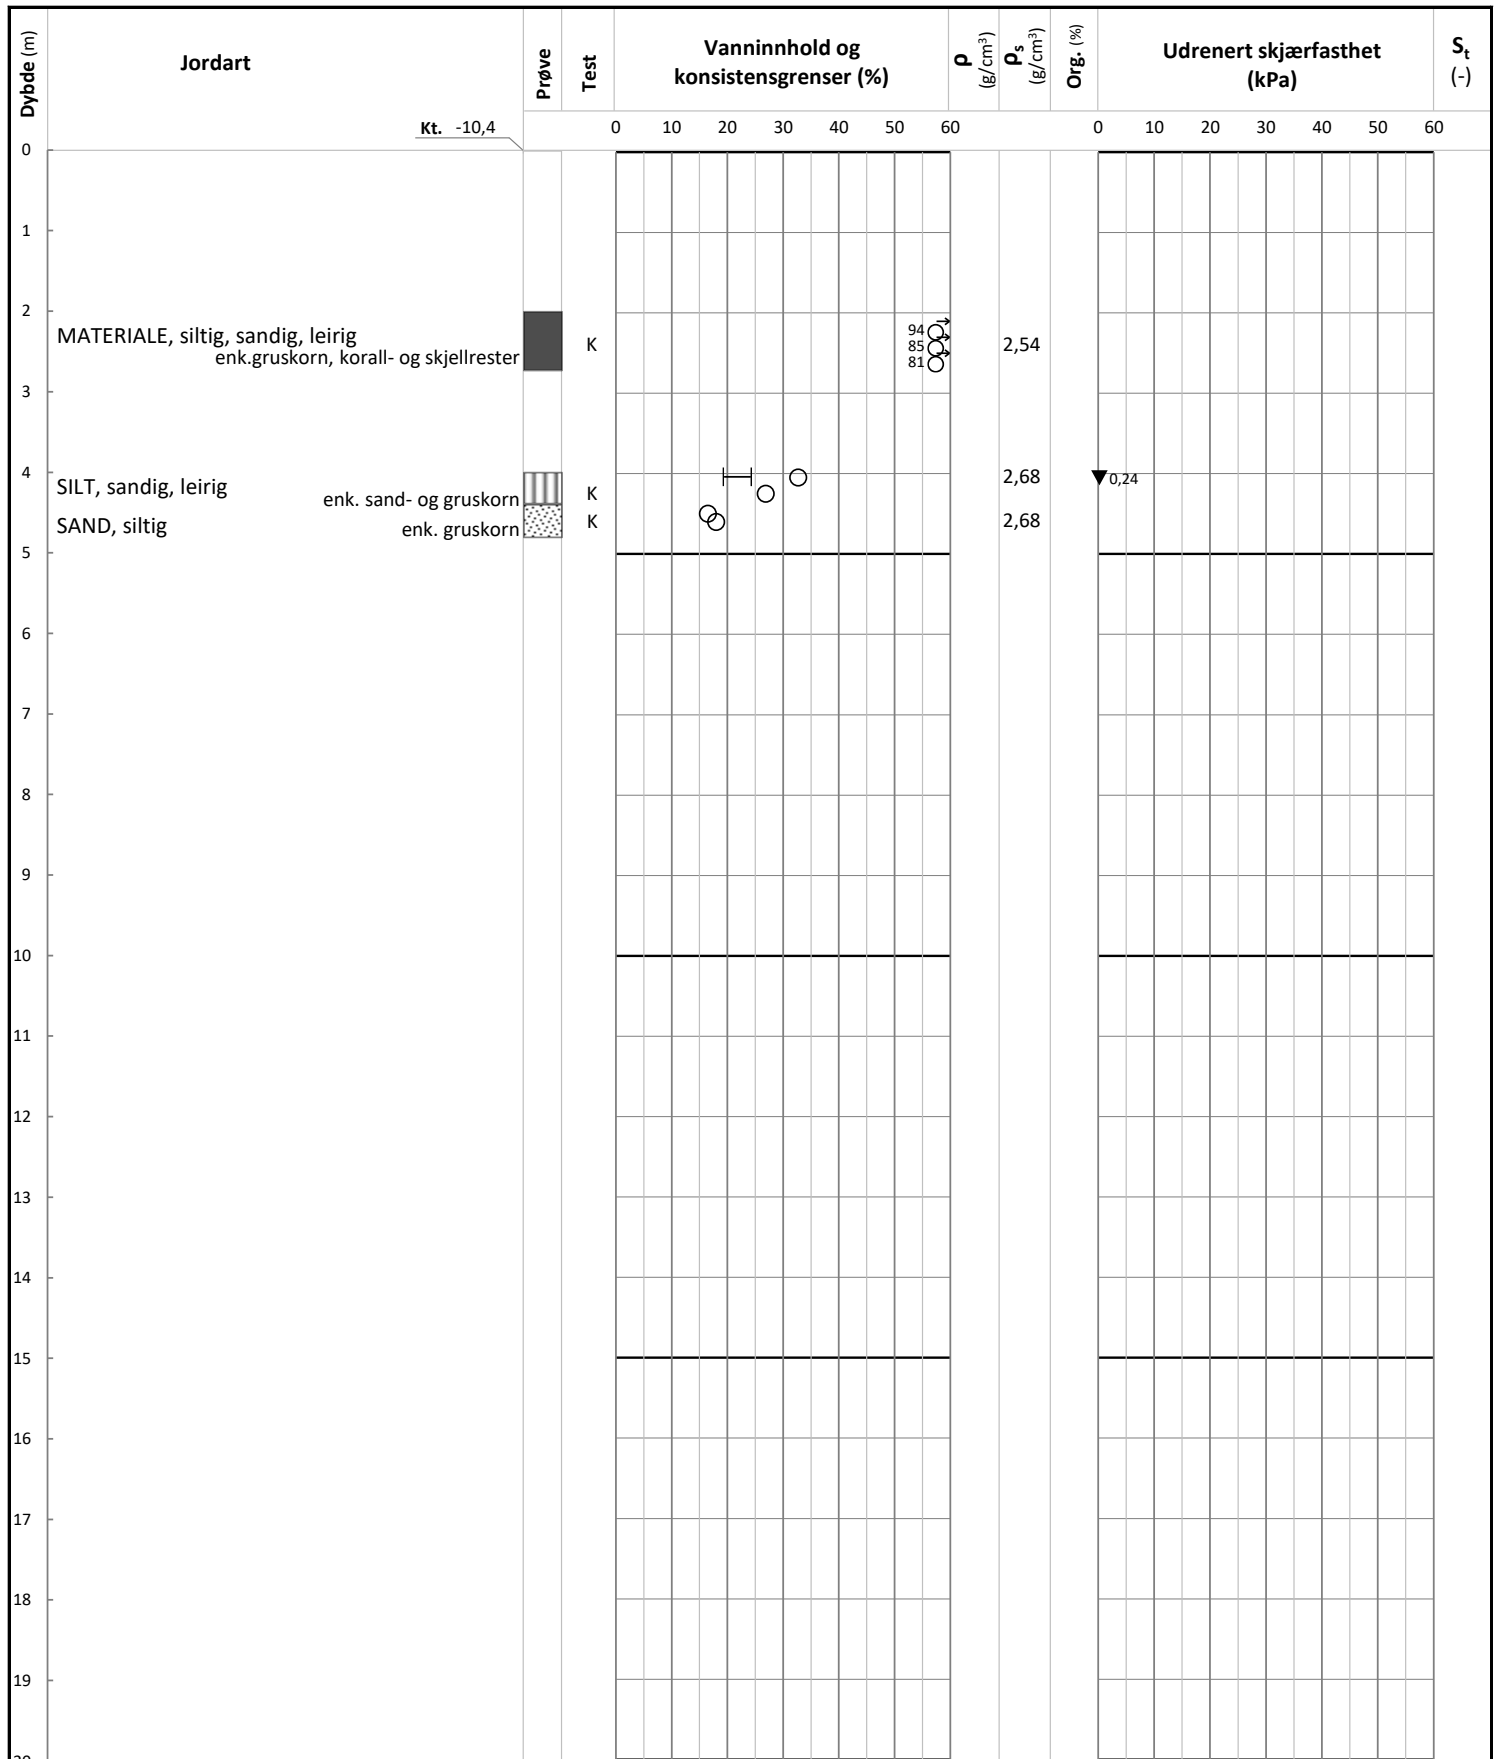 Dybde (m)
Jordart
Prøve
Test
Vanninnhold og
konsistensgrenser (%)
ρ
(g/cm³)
ρs
(g/cm³)
Org. (%)
Udrenert skjærfasthet
(kPa)
St
(-)
Kt. -10,4
0 10 20 30 40 50 60
0 10 20 30 40 50 60
0
1
2
MATERIALE, siltig, sandig, leirig
enk.gruskorn, korall- og skjellrester
K
94
85
81
2,54
3
4
SILT, sandig, leirig
enk. sand- og gruskorn
K
2,68
0,24
SAND, siltig
enk. gruskorn
K
2,68
5
6
7
8
9
10
11
12
13
14
15
16
17
18
19